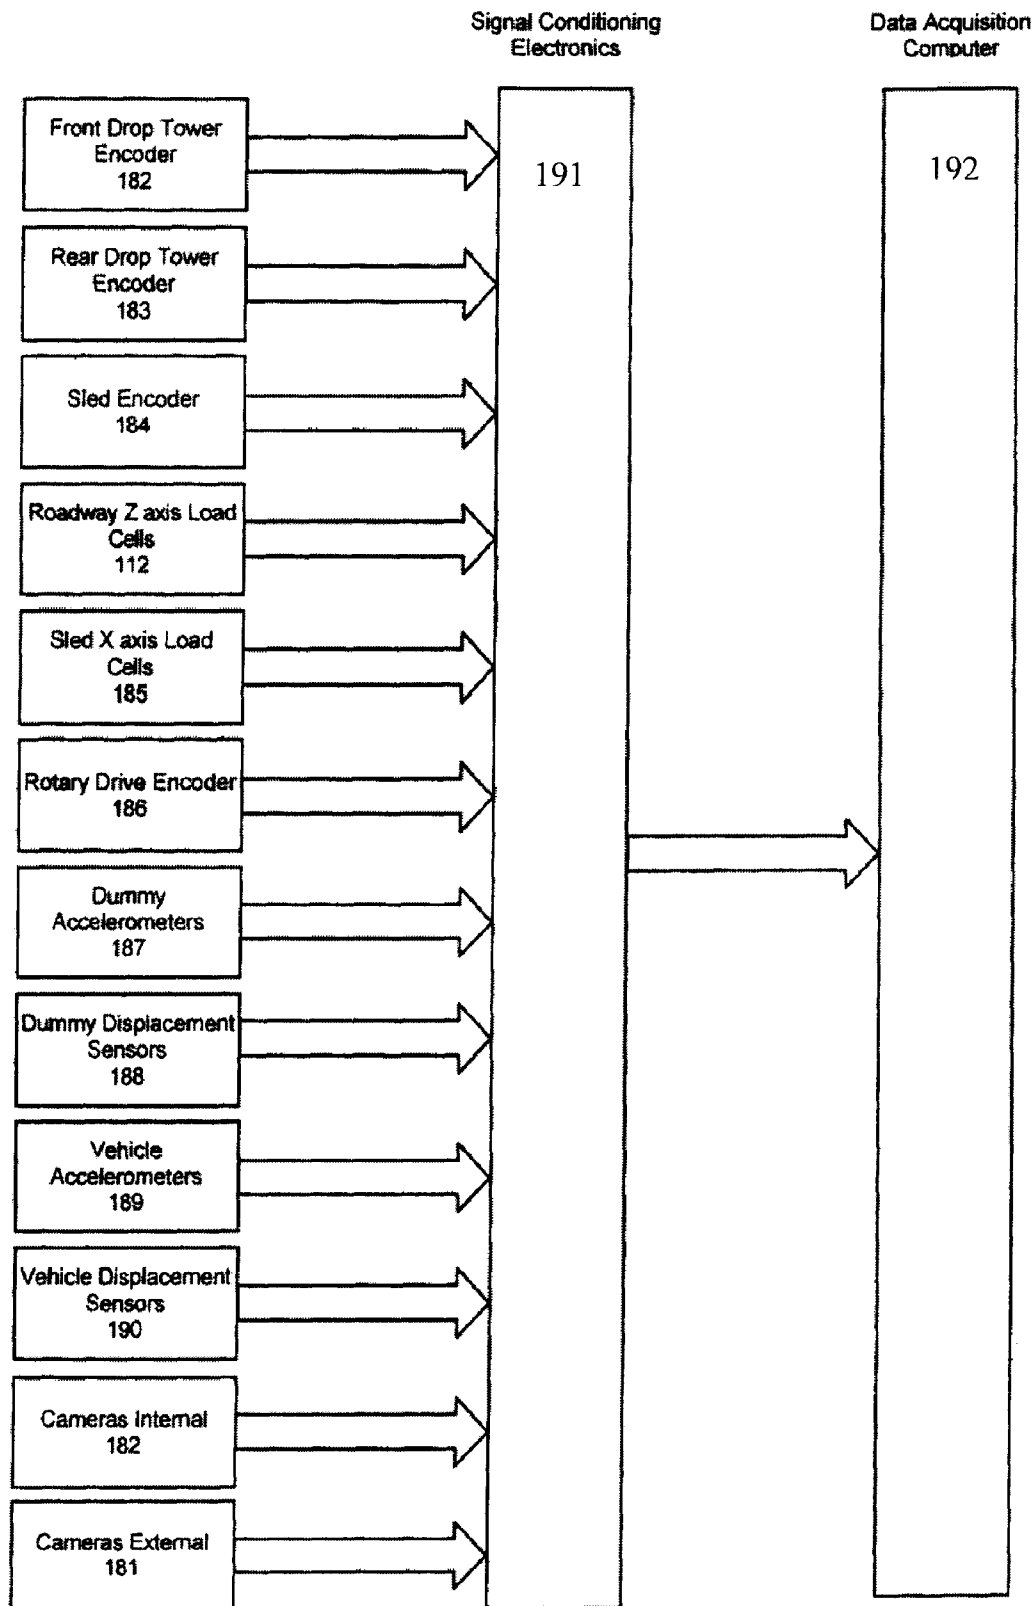 Signal Conditioning
Electronics
Data Acquisition
Computer
Front Drop Tower
Encoder
182
191
192
Rear Drop Tower
Encoder
183
Sled Encoder
184
Roadway Z axis Load
Cells
112
Sled X axis Load
Cells
185
Rotary Drive Encoder
186
Dummy
Accelerometers
187
Dummy Displacement
Sensors
188
Vehicle
Accelerometers
189
Vehicle Displacement
Sensors
190
Cameras Internal
182
Cameras External
181